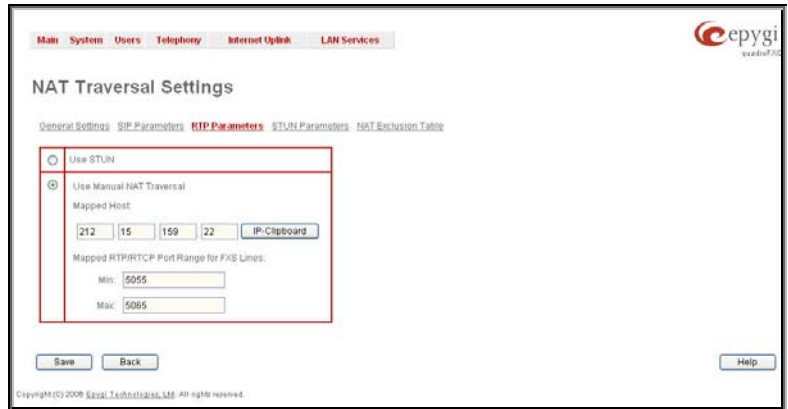 Main System Users Telephony Internet Uplink LAN Services
epygi
quadroFXO
NAT Traversal Settings
General Settings SIP Parameters RTP Parameters STUN Parameters NAT Exclusion Table
Use STUN
Use Manual NAT Traversal
Mapped Host:
212 15 159 22 IP-Clipboard
Mapped RTP/RTCP Port Range for FXS Lines:
Min: 5055
Max: 5065
Save Back Help
Copyright (C) 2008 Epygi Technologies, Ltd. All rights reserved.